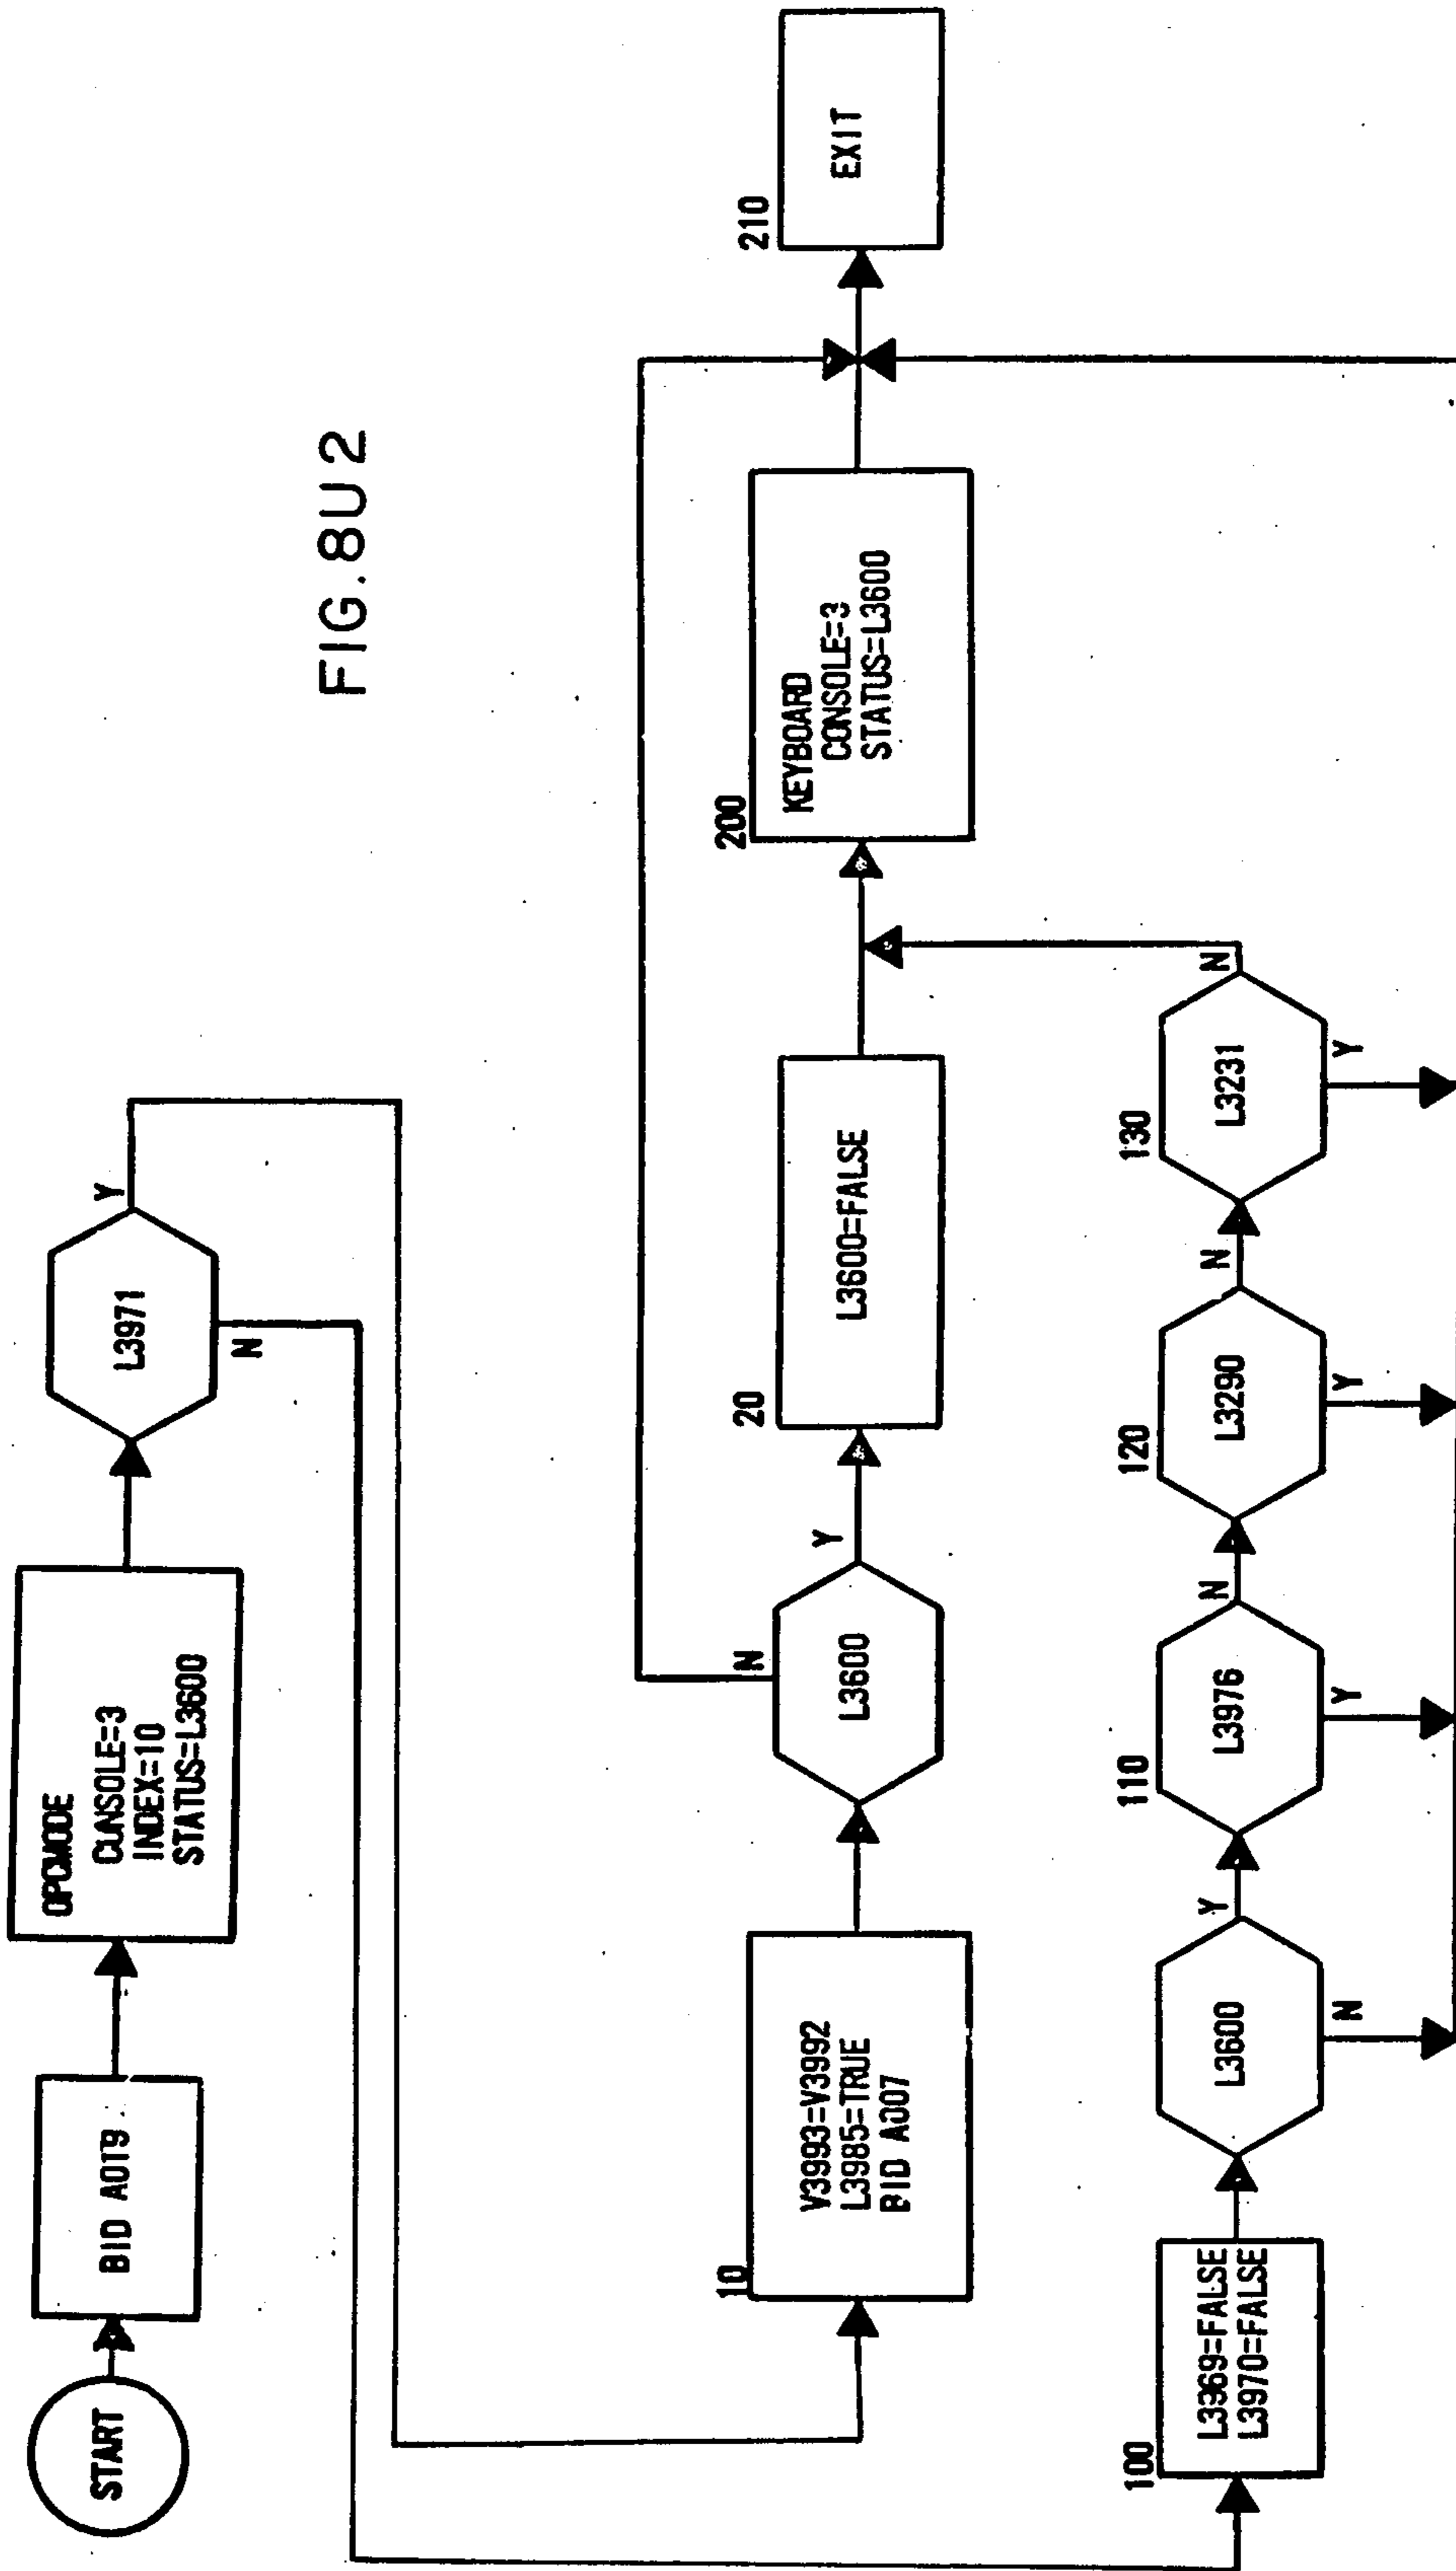 FIG. 8U2
START
BID A0T9
OPCMODE
CONSOLE=3
INDEX=10
STATUS=L3600
L3971
Y
N
10
V3993=V3992
L3985=TRUE
BID A007
L3600
N
Y
20
L3600=FALSE
200
KEYBOARD
CONSOLE=3
STATUS=L3600
210
EXIT
100
L3969=FALSE
L3970=FALSE
L3600
Y
N
110
L3976
N
Y
120
L3290
N
Y
130
L3231
N
Y